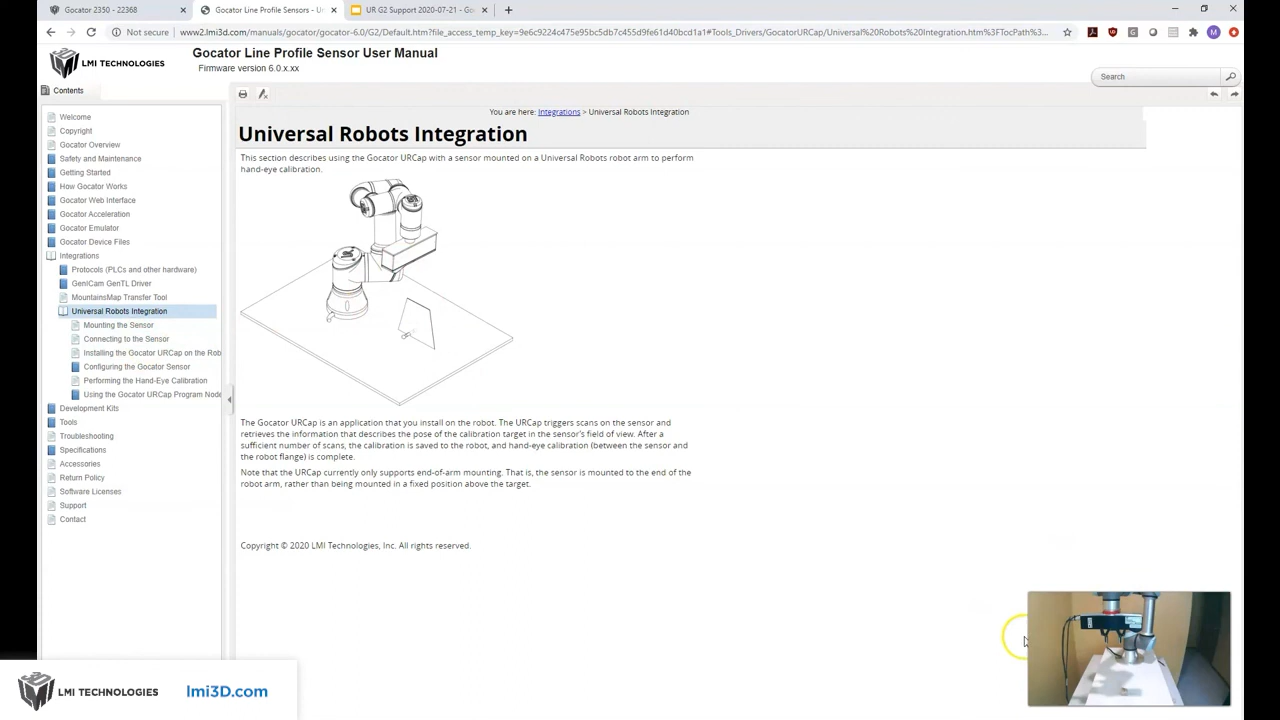 Gocator 2350 - 22368
Gocator Line Profile Sensors - U
UR G2 Support 2020-07-21 - Go
Not secure
www2.lmi3d.com/manuals/gocator/gocator-6.0/G2/Default.htm?file_access_temp_key=9e6c9224c475e95bc5db7c455d9fe61d40bcd1a1#Tools_Drivers/GocatorURCap/Universal%20Robots%20Integration.htm%3FTocPath%3...
M
LMI TECHNOLOGIES
Gocator Line Profile Sensor User Manual
Firmware version 6.0.x.xx
Search
Contents
Welcome
Copyright
Gocator Overview
Safety and Maintenance
Getting Started
How Gocator Works
Gocator Web Interface
Gocator Acceleration
Gocator Emulator
Gocator Device Files
Integrations
Protocols (PLCs and other hardware)
GenICam GenTL Driver
MountainsMap Transfer Tool
Universal Robots Integration
Mounting the Sensor
Connecting to the Sensor
Installing the Gocator URCap on the Rob
Configuring the Gocator Sensor
Performing the Hand-Eye Calibration
Using the Gocator URCap Program Node
Development Kits
Tools
Troubleshooting
Specifications
Accessories
Return Policy
Software Licenses
Support
Contact
You are here: Integrations > Universal Robots Integration
Universal Robots Integration
This section describes using the Gocator URCap with a sensor mounted on a Universal Robots robot arm to perform
hand-eye calibration.
The Gocator URCap is an application that you install on the robot. The URCap triggers scans on the sensor and
retrieves the information that describes the pose of the calibration target in the sensor's field of view. After a
sufficient number of scans, the calibration is saved to the robot, and hand-eye calibration (between the sensor and
the robot flange) is complete.
Note that the URCap currently only supports end-of-arm mounting. That is, the sensor is mounted to the end of the
robot arm, rather than being mounted in a fixed position above the target.
Copyright © 2020 LMI Technologies, Inc. All rights reserved.
LMI TECHNOLOGIES
lmi3D.com